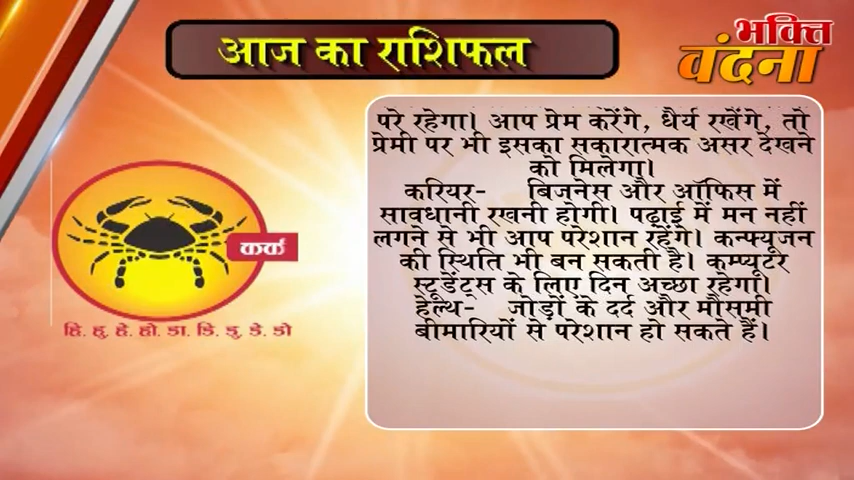 आज का राशिफल
भक्ति
वंदना
परे रहेगा। आप प्रेम करेंगे, धैर्य रखेंगे, तो
प्रेमी पर भी इसका सकारात्मक असर देखने
को मिलेगा।
करियर- बिजनेस और ऑफिस में
सावधानी रखनी होगी। पढ़ाई में मन नहीं
लगने से भी आप परेशान रहेंगे। कन्फ्यूजन
की स्थिति भी बन सकती है। कम्प्यूटर
स्टूडेंट्स के लिए दिन अच्छा रहेगा।
हेल्थ- जोड़ों के दर्द और मौसमी
बीमारियों से परेशान हो सकते हैं।
कर्क
हि. हु. हे. हो. डा. डि. डु. डे. डो